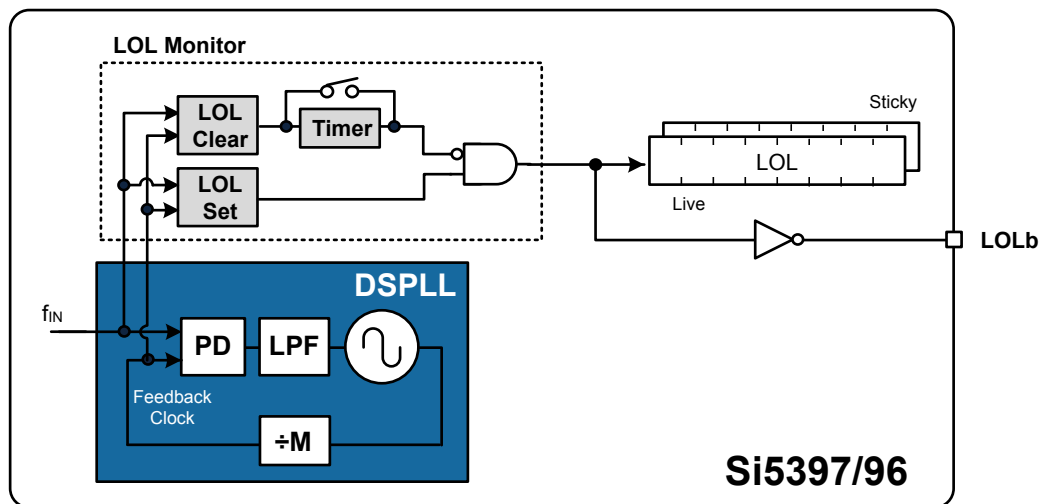 LOL Monitor
LOL
Clear
Timer
LOL
Set
Sticky
LOL
Live
LOLb
DSPLL
fIN
PD
LPF
Feedback
Clock
÷M
Si5397/96